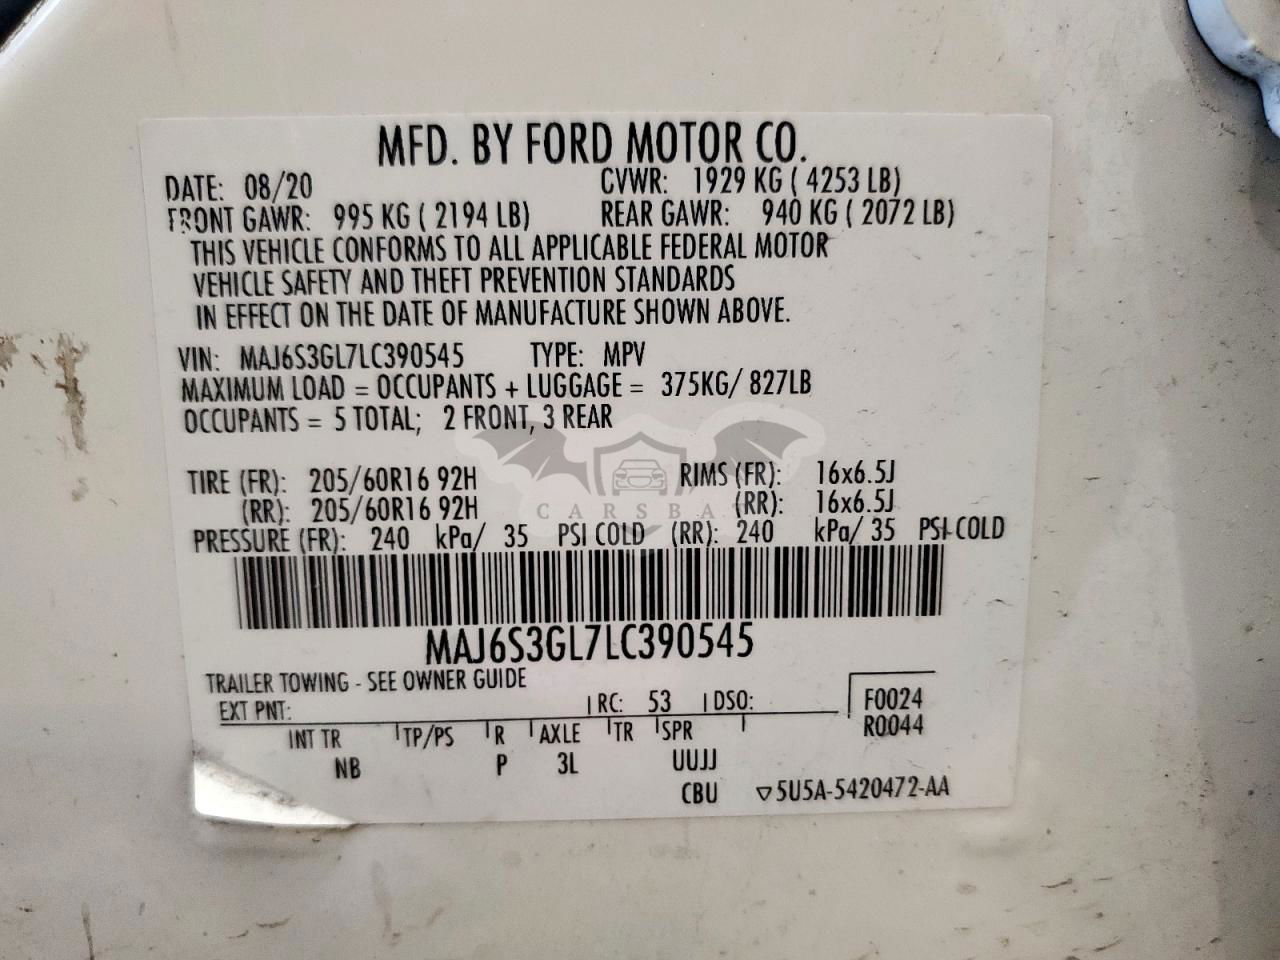 MFD. BY FORD MOTOR CO.
DATE: 08/20 GVWR: 1929 KG ( 4253 LB)
FRONT GAWR: 995 KG ( 2194 LB) REAR GAWR: 940 KG ( 2072 LB)
THIS VEHICLE CONFORMS TO ALL APPLICABLE FEDERAL MOTOR
VEHICLE SAFETY AND THEFT PREVENTION STANDARDS
IN EFFECT ON THE DATE OF MANUFACTURE SHOWN ABOVE.
VIN: MAJ6S3GL7LC390545 TYPE: MPV
MAXIMUM LOAD = OCCUPANTS + LUGGAGE = 375KG/ 827LB
OCCUPANTS = 5 TOTAL; 2 FRONT, 3 REAR
TIRE (FR): 205/60R16 92H RIMS (FR): 16x6.5J
(RR): 205/60R16 92H (RR): 16x6.5J
CARSBA
PRESSURE (FR): 240 kPa/ 35 PSI COLD (RR): 240 kPa/ 35 PSI COLD
MAJ6S3GL7LC390545
TRAILER TOWING - SEE OWNER GUIDE
EXT PNT: RC: 53 DSO: F0024
R0044
INT TR TP/PS R AXLE TR SPR
NB P 3L UUJJ
CBU ▽5U5A-5420472-AA